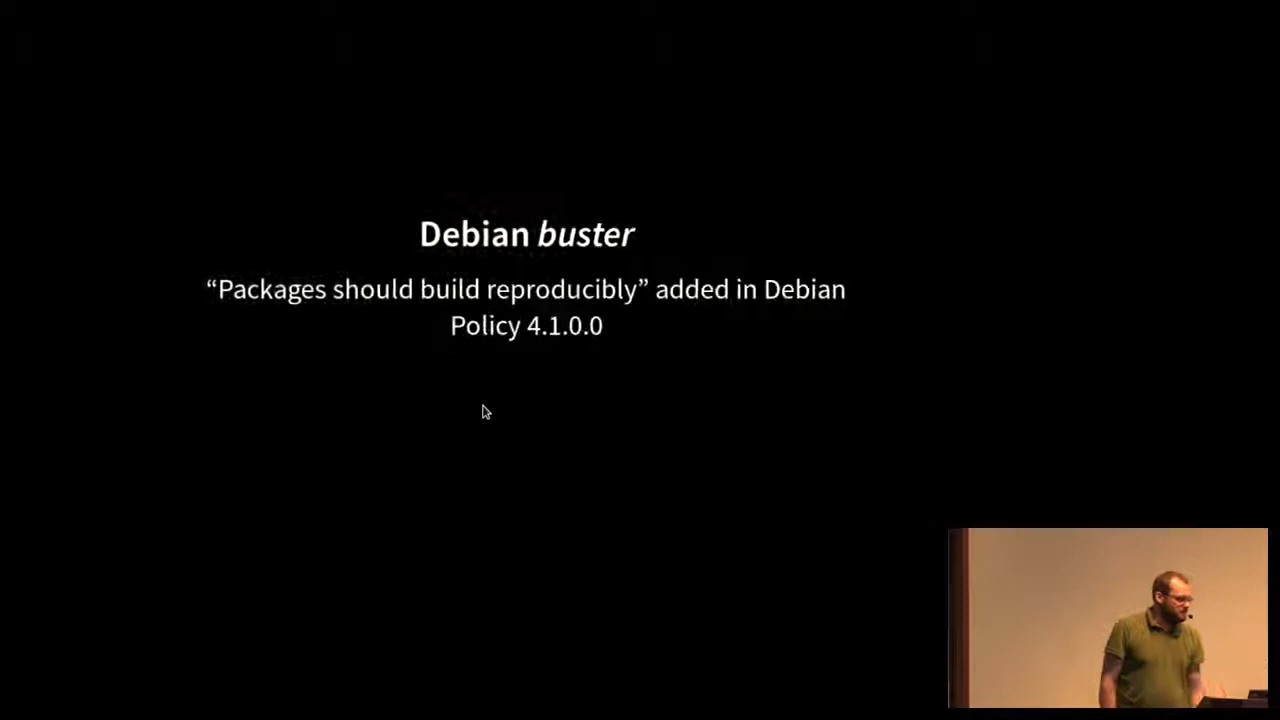 Debian buster
“Packages should build reproducibly” added in Debian
Policy 4.1.0.0